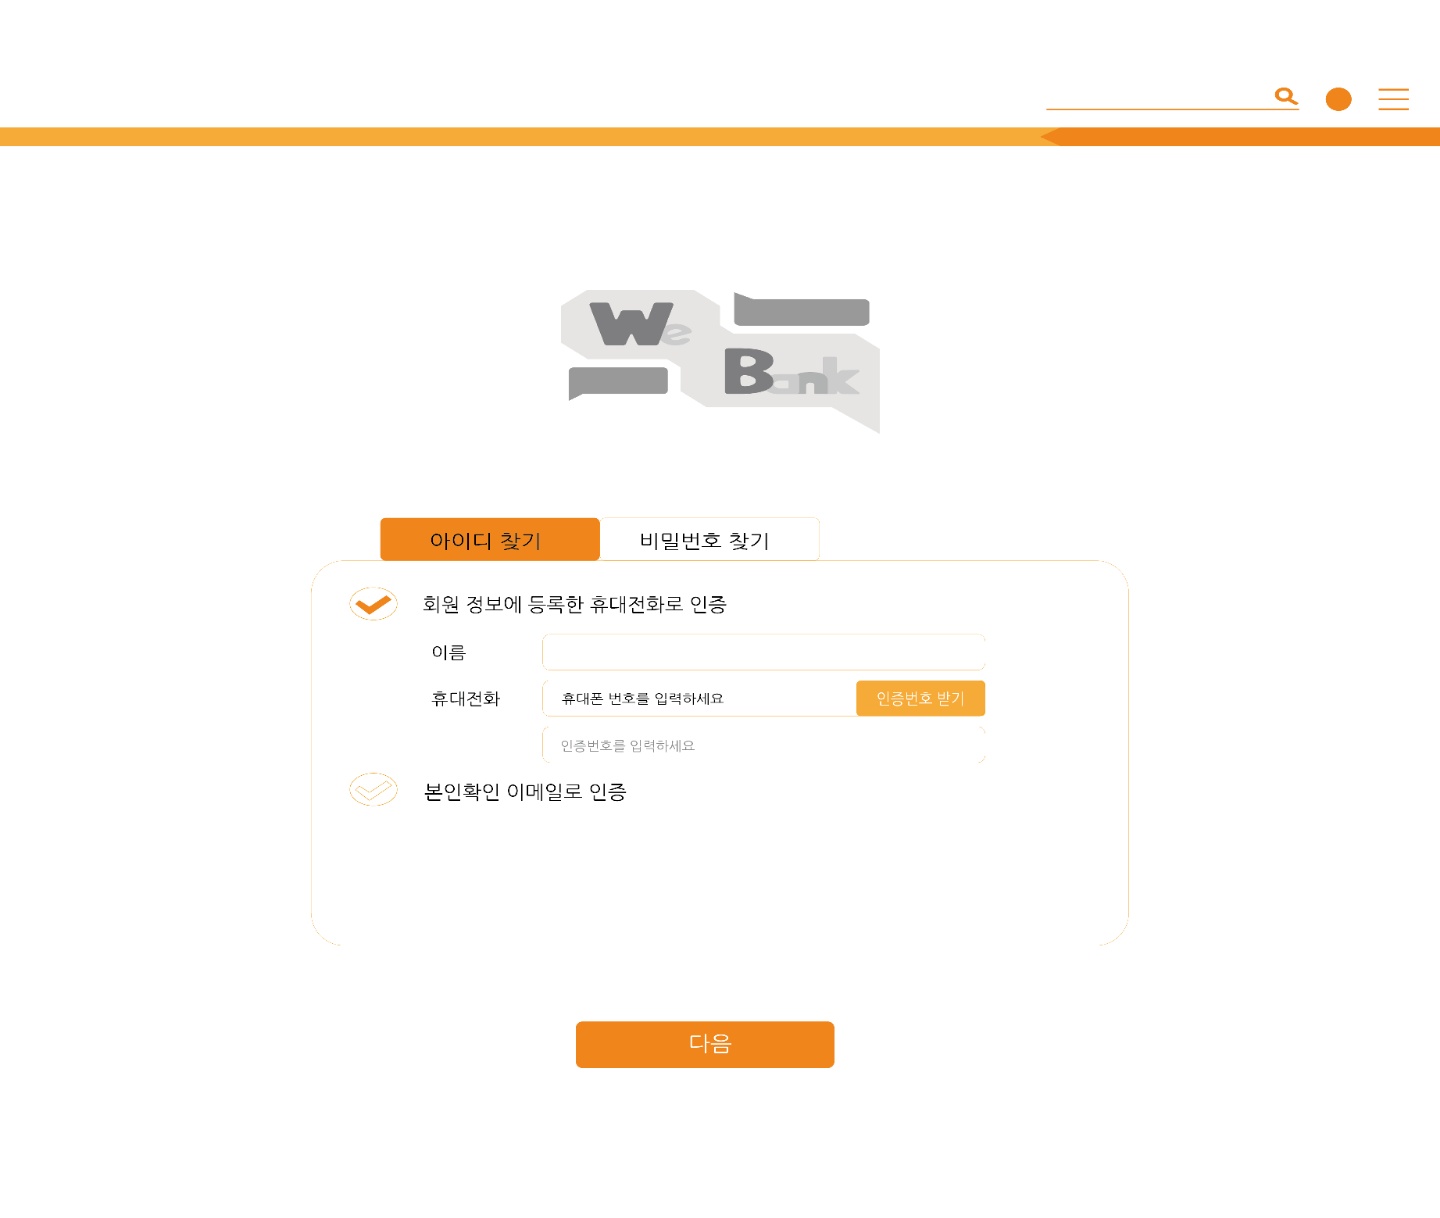 We
Bank
아이디 찾기
비밀번호 찾기
회원 정보에 등록한 휴대전화로 인증
이름
휴대전화
휴대폰 번호를 입력하세요
인증번호 받기
인증번호를 입력하세요
본인확인 이메일로 인증
다음